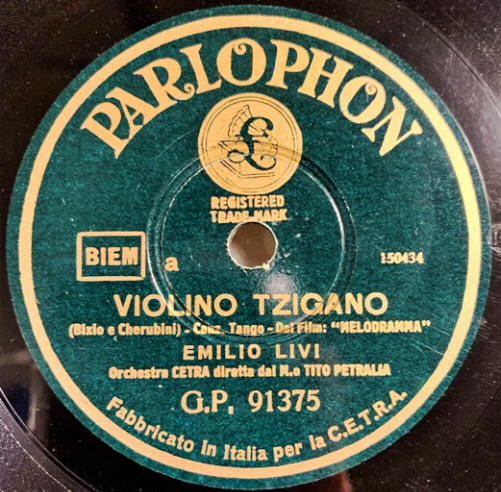 PARLOPHON
£
REGISTERED
TRADE MARK
BIEM
a
150434
VIOLINO TZIGANO
(Bixio e Cherubini) - Canz. Tango - Dal Film: "MELODRAMMA"
EMILIO LIVI
Orchestra CETRA diretta dal M.o TITO PETRALIA
G.P. 91375
Fabbricato in Italia per la C.E.T.R.A.